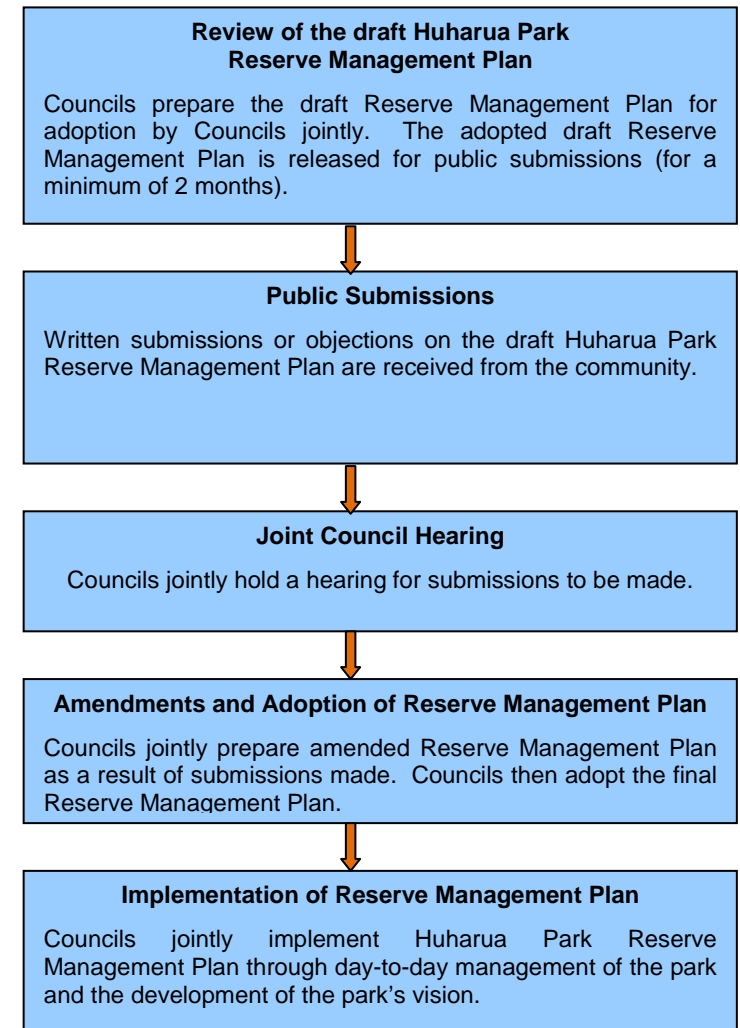 Review of the draft Huharua Park
Reserve Management Plan
Councils prepare the draft Reserve Management Plan for
adoption by Councils jointly. The adopted draft Reserve
Management Plan is released for public submissions (for a
minimum of 2 months).
Public Submissions
Written submissions or objections on the draft Huharua Park
Reserve Management Plan are received from the community.
Joint Council Hearing
Councils jointly hold a hearing for submissions to be made.
Amendments and Adoption of Reserve Management Plan
Councils jointly prepare amended Reserve Management Plan
as a result of submissions made. Councils then adopt the final
Reserve Management Plan.
Implementation of Reserve Management Plan
Councils jointly implement Huharua Park Reserve
Management Plan through day-to-day management of the park
and the development of the park's vision.